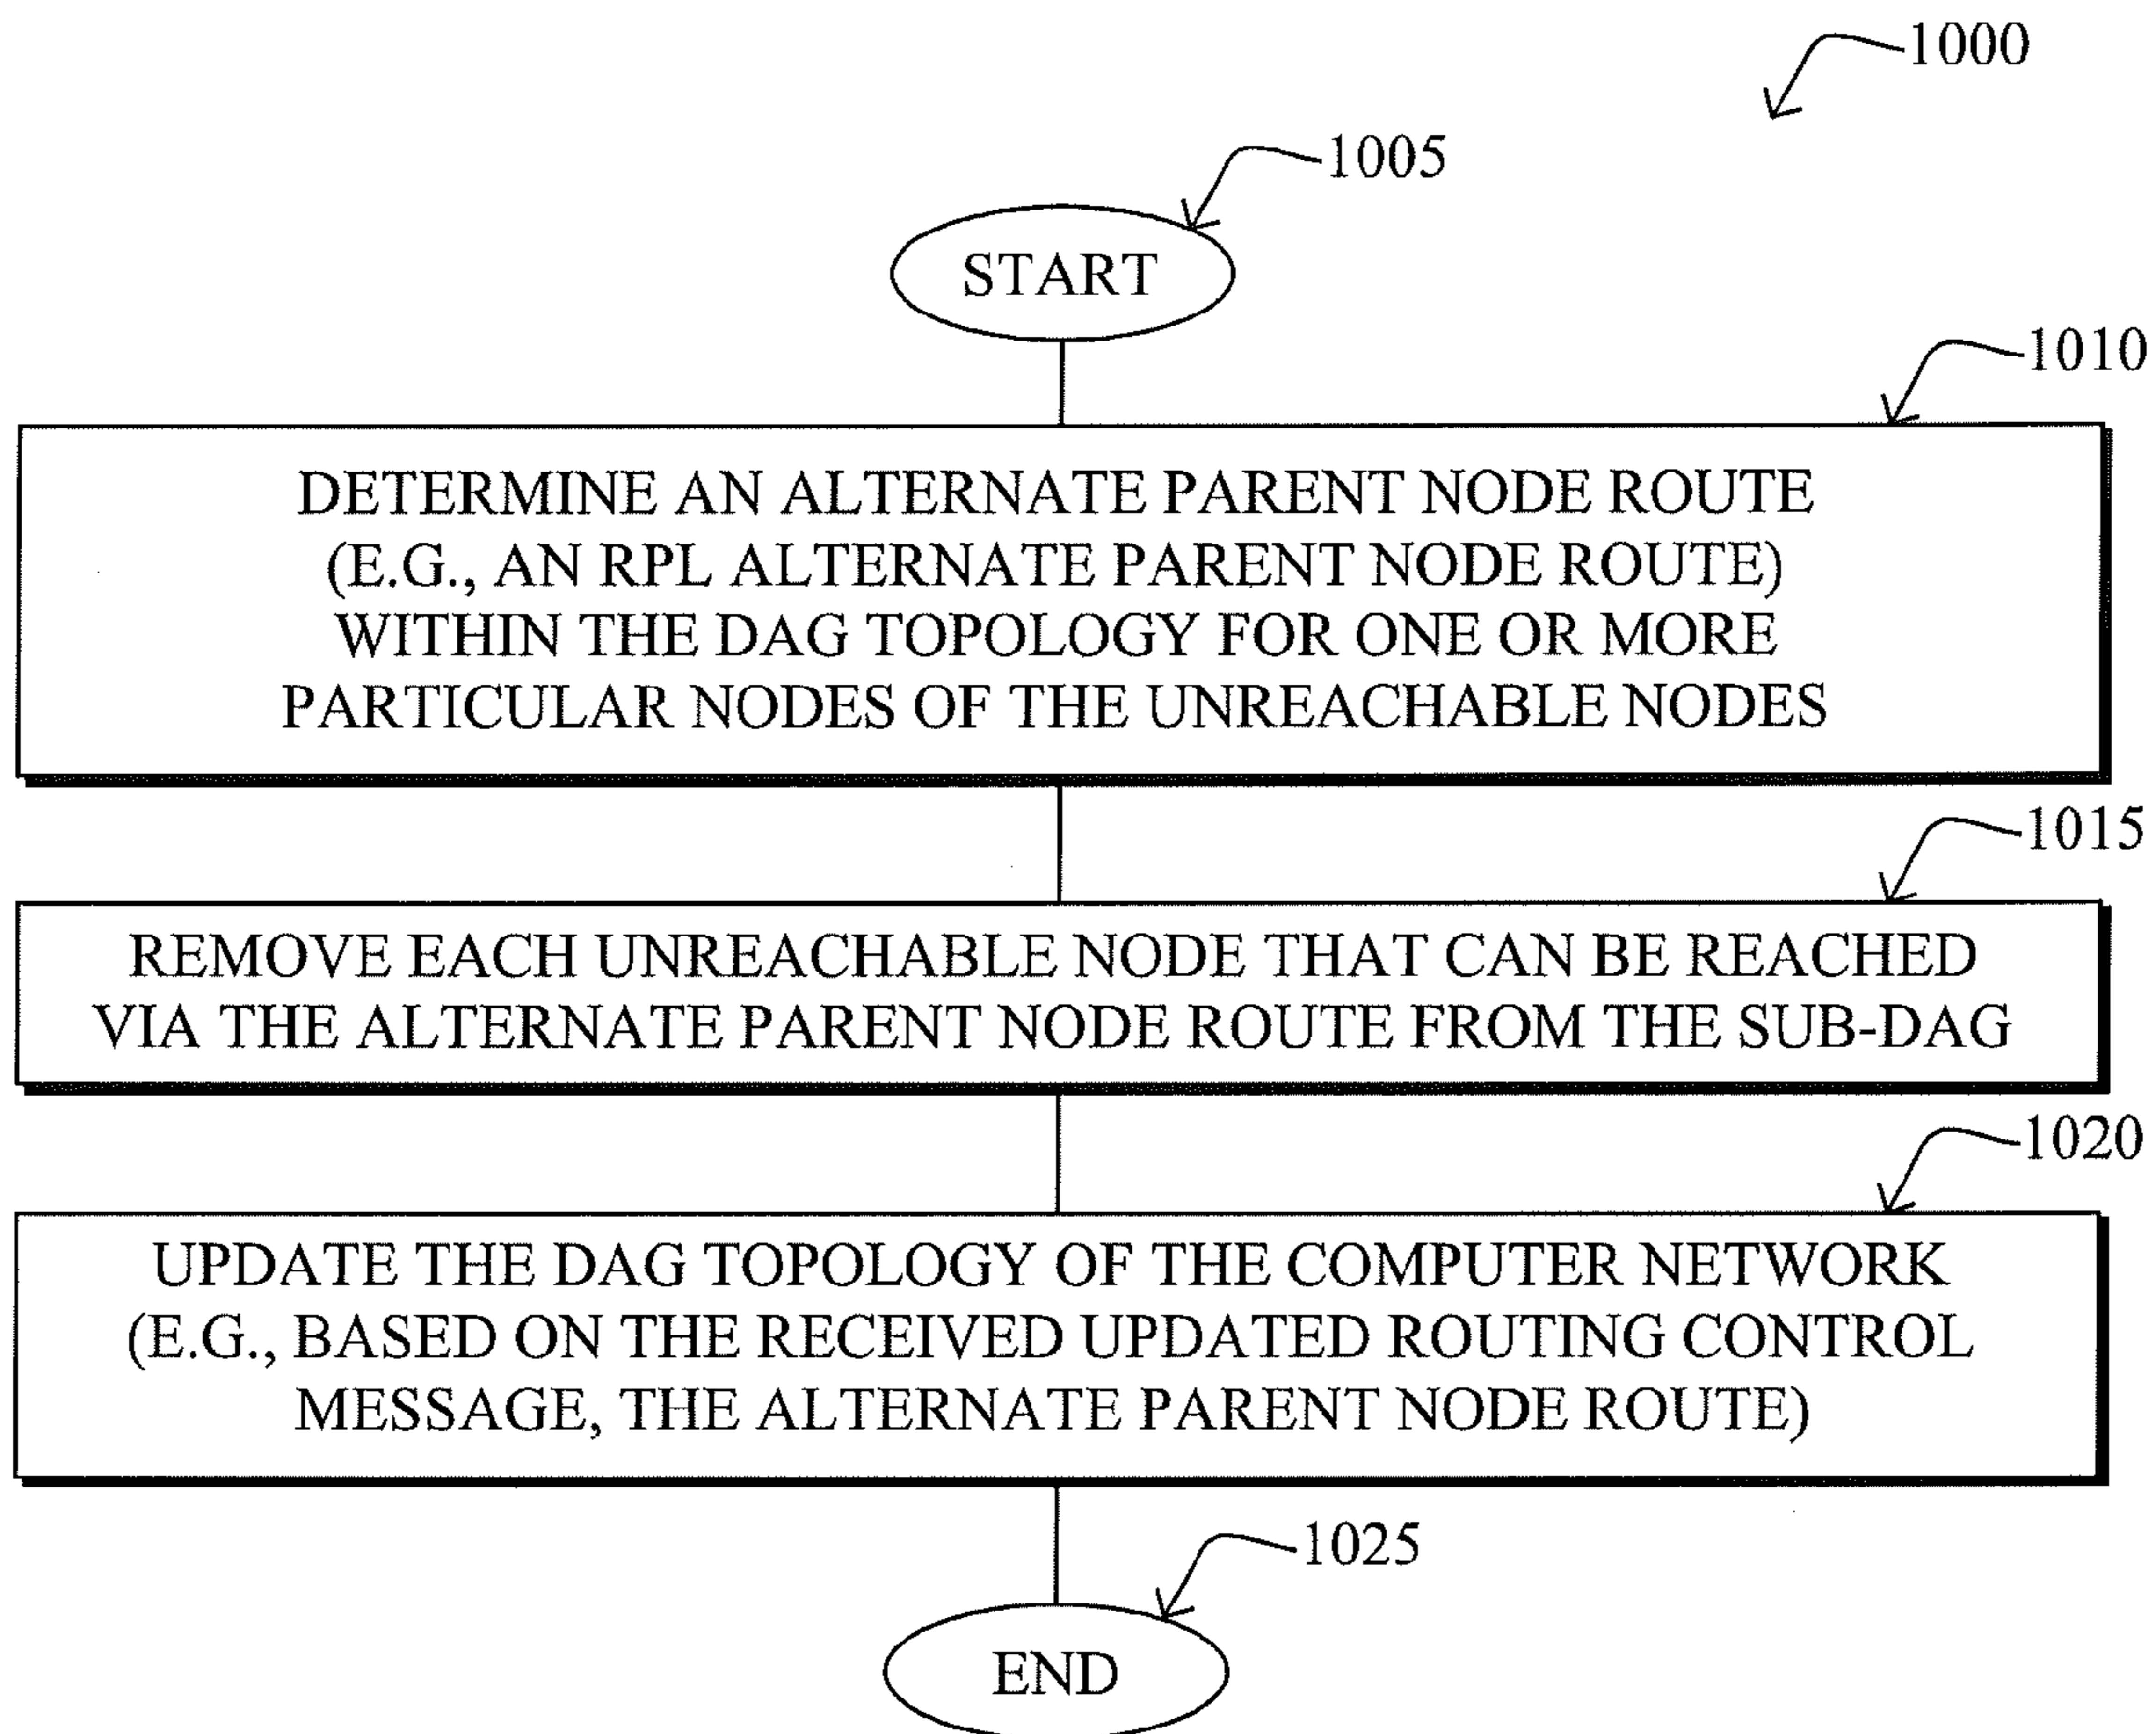 1000
1005
START
1010
DETERMINE AN ALTERNATE PARENT NODE ROUTE
(E.G., AN RPL ALTERNATE PARENT NODE ROUTE)
WITHIN THE DAG TOPOLOGY FOR ONE OR MORE
PARTICULAR NODES OF THE UNREACHABLE NODES
1015
REMOVE EACH UNREACHABLE NODE THAT CAN BE REACHED
VIA THE ALTERNATE PARENT NODE ROUTE FROM THE SUB-DAG
1020
UPDATE THE DAG TOPOLOGY OF THE COMPUTER NETWORK
(E.G., BASED ON THE RECEIVED UPDATED ROUTING CONTROL
MESSAGE, THE ALTERNATE PARENT NODE ROUTE)
1025
END